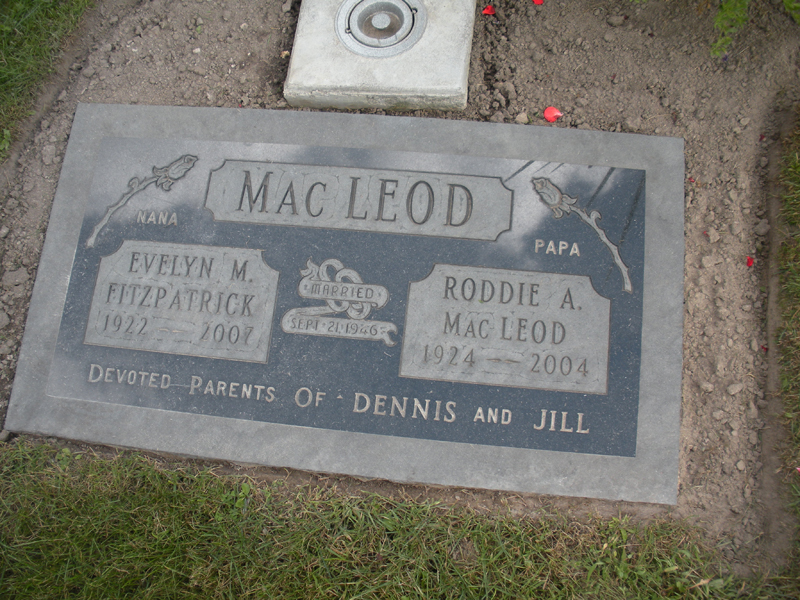 MAC LEOD
NANA
PAPA
EVELYN M.
FITZPATRICK
1922 — 2007
MARRIED
SEPT. 21, 1946
RODDIE A.
MAC LEOD
1924 — 2004
DEVOTED PARENTS OF DENNIS AND JILL